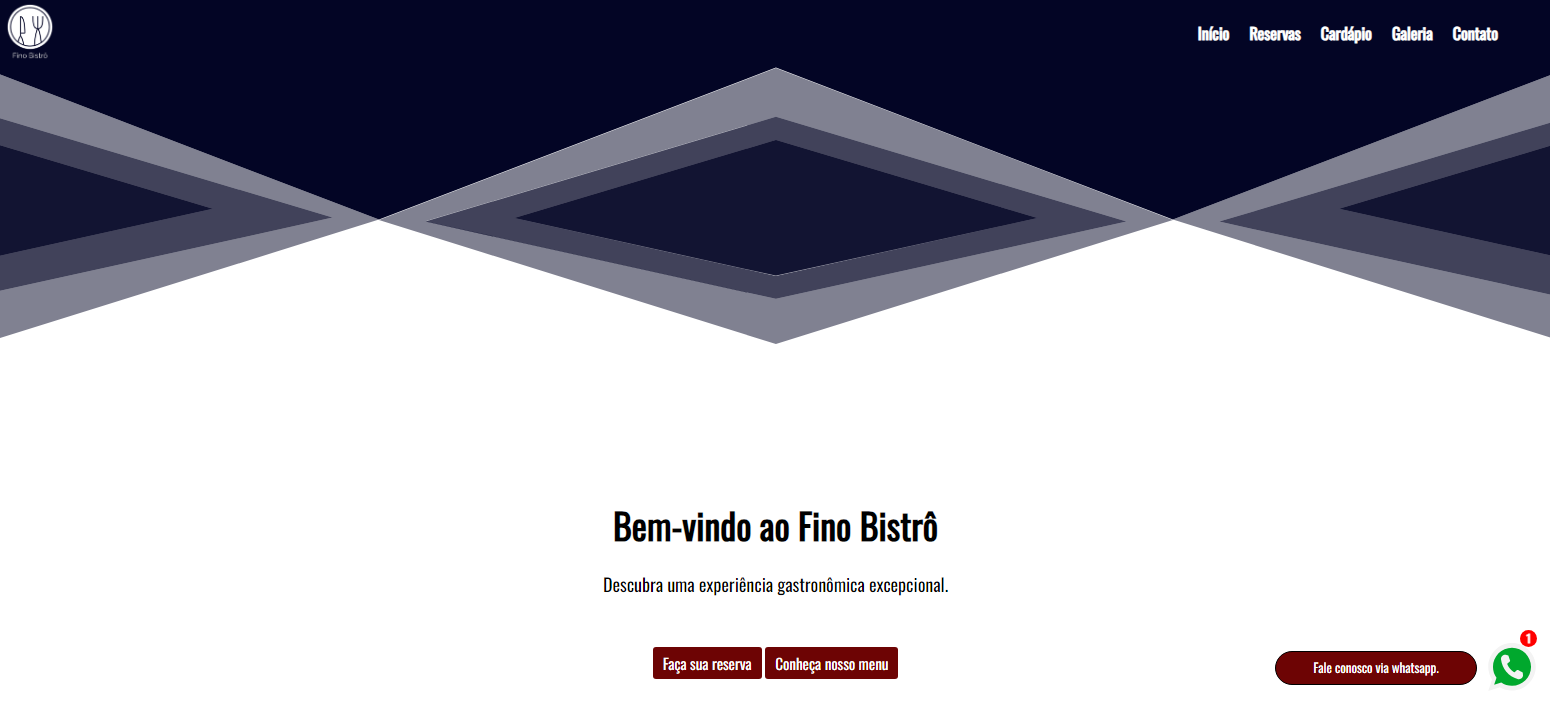 Fino Bistrô
Início Reservas Cardápio Galeria Contato
Bem-vindo ao Fino Bistrô
Descubra uma experiência gastronômica excepcional.
Faça sua reserva Conheça nosso menu
1
Fale conosco via whatsapp.